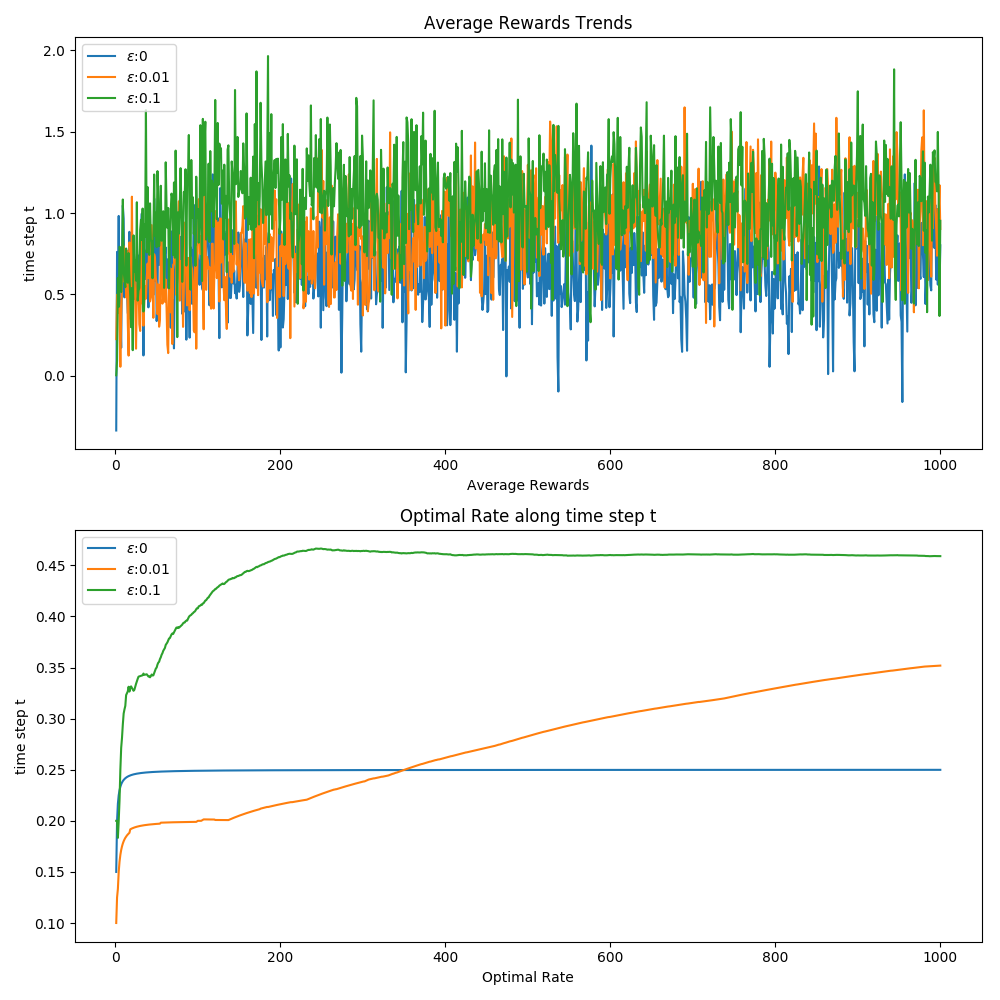 Average Rewards Trends
time step t
2.0
1.5
1.0
0.5
0.0
ε:0
ε:0.01
ε:0.1
0 200 400 600 800 1000
Average Rewards
Optimal Rate along time step t
time step t
0.45
0.40
0.35
0.30
0.25
0.20
0.15
0.10
ε:0
ε:0.01
ε:0.1
0 200 400 600 800 1000
Optimal Rate